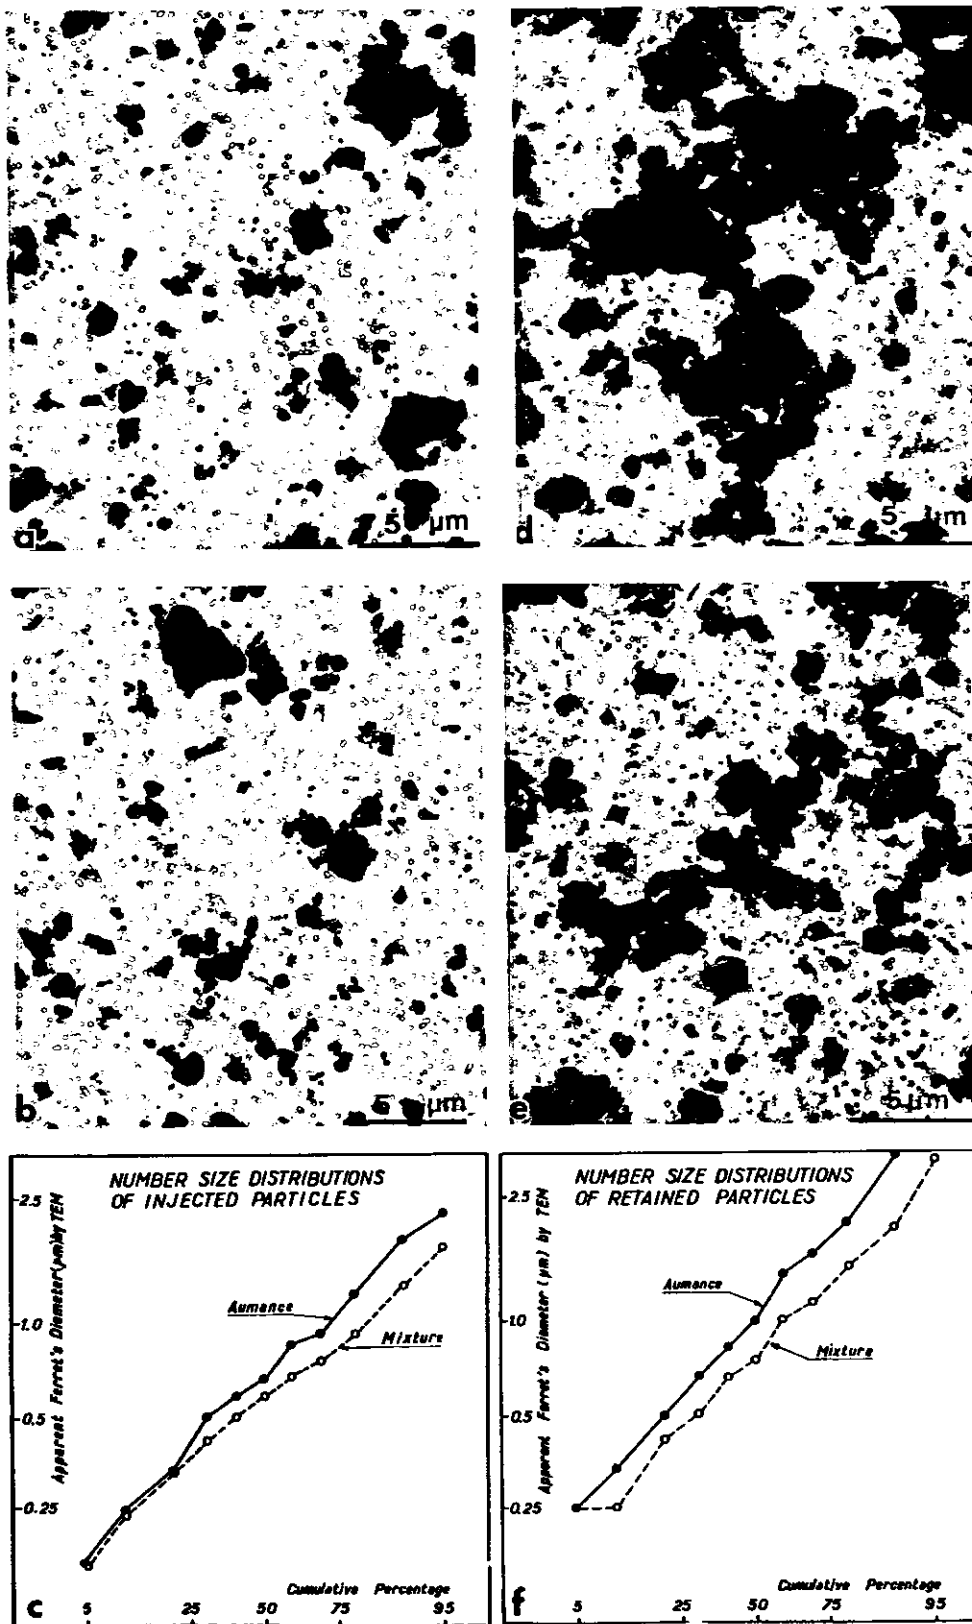 a
5 µm
d
5 µm
b
5 µm
e
5µm
NUMBER SIZE DISTRIBUTIONS
OF INJECTED PARTICLES
Apparent Ferret's Diameter(µm)by TEM
2.5
1.0
0.5
0.25
Aumance
Mixture
Cumulative Percentage
c
5
25
50
75
95
NUMBER SIZE DISTRIBUTIONS
OF RETAINED PARTICLES
Apparent Ferret's Diameter (µm) by TEM
2.5
1.0
0.5
0.25
Aumance
Mixture
Cumulative Percentage
f
5
25
50
75
95